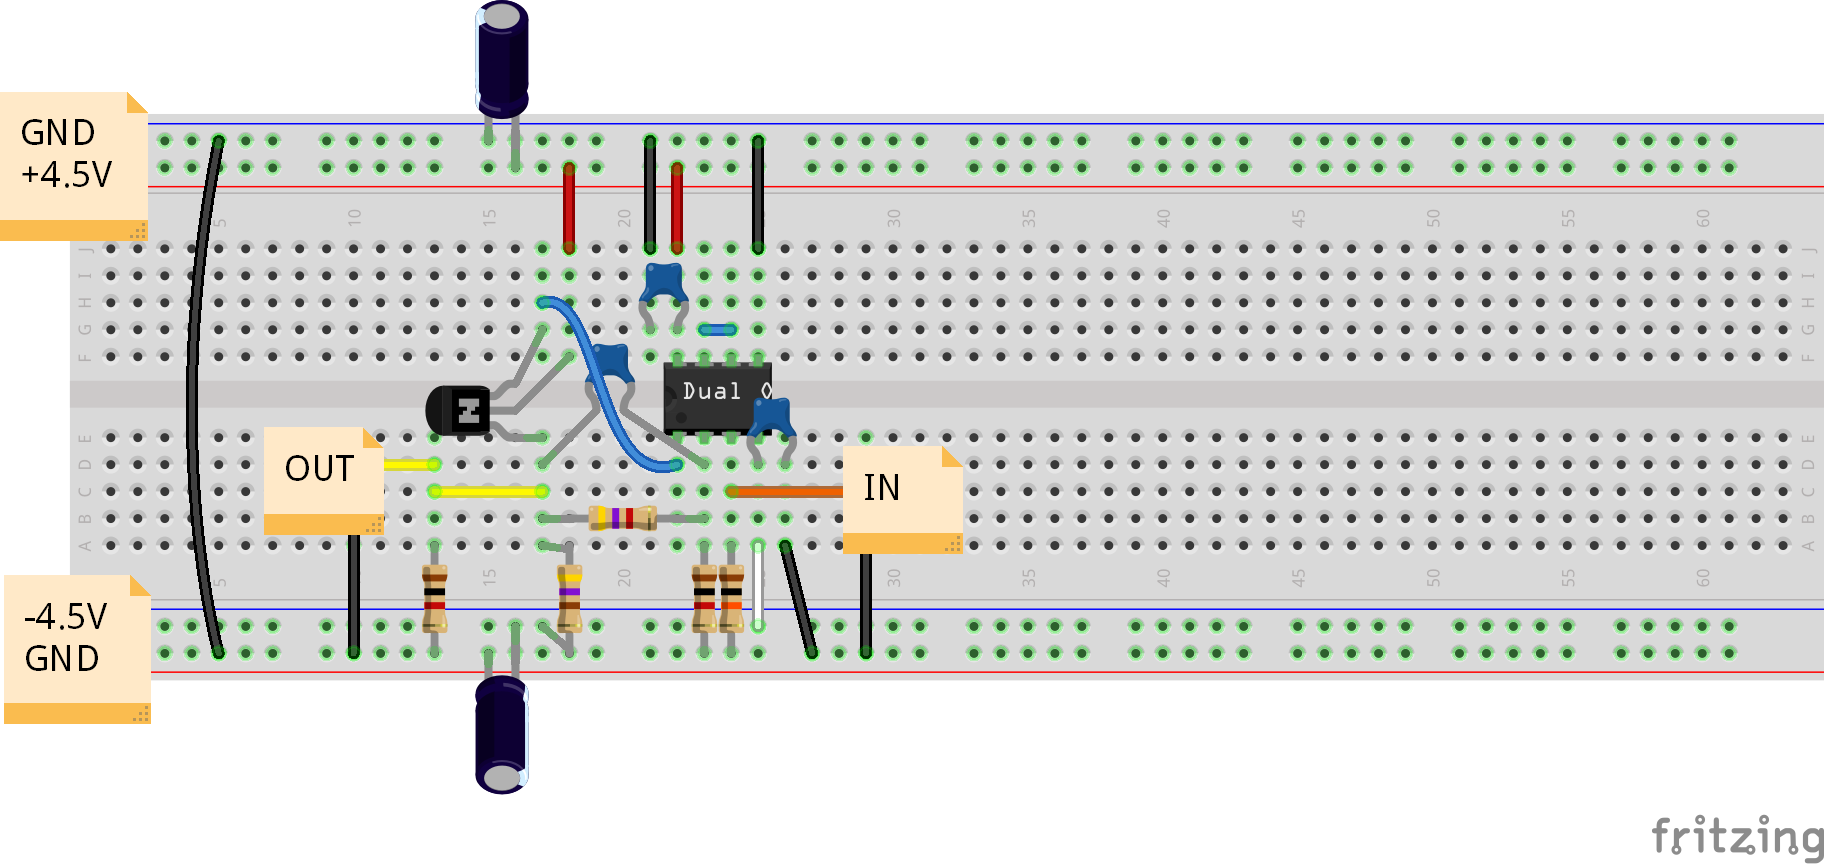 GND
+4.5V
5 10 15 20 30 35 40 45 50 55 60
J J
I I
H H
G G
F F
Dual O
N
E E
D D
OUT
C C
IN
B B
A A
5 15 20 30 35 40 45 50 55 60
-4.5V
GND
fritzing